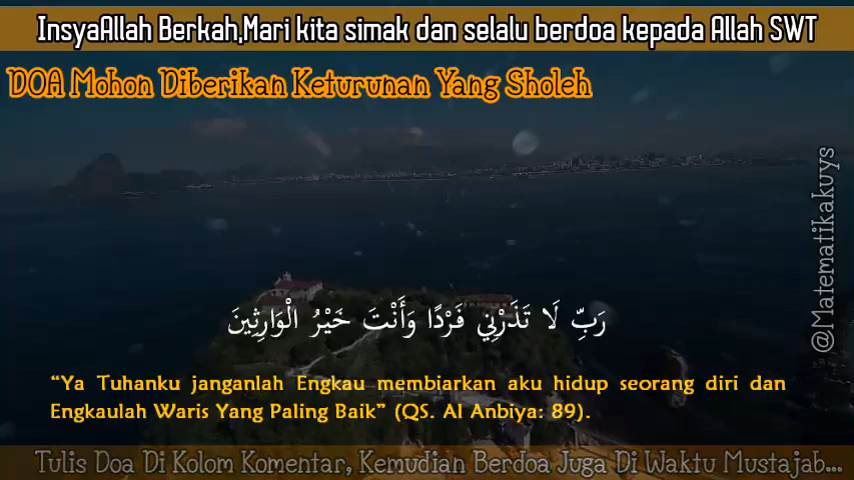 InsyaAllah Berkah,Mari kita simak dan selalu berdoa kepada Allah SWT
DOA Mohon Diberikan Keturunan Yang Sholeh
@Matematikakuys
رَبِّ لَا تَذَرْنِي فَرْدًا وَأَنْتَ خَيْرُ الْوَارِثِينَ
“Ya Tuhanku janganlah Engkau membiarkan aku hidup seorang diri dan
Engkaulah Waris Yang Paling Baik” (QS. Al Anbiya: 89).
Tulis Doa Di Kolom Komentar, Kemudian Berdoa Juga Di Waktu Mustajab...